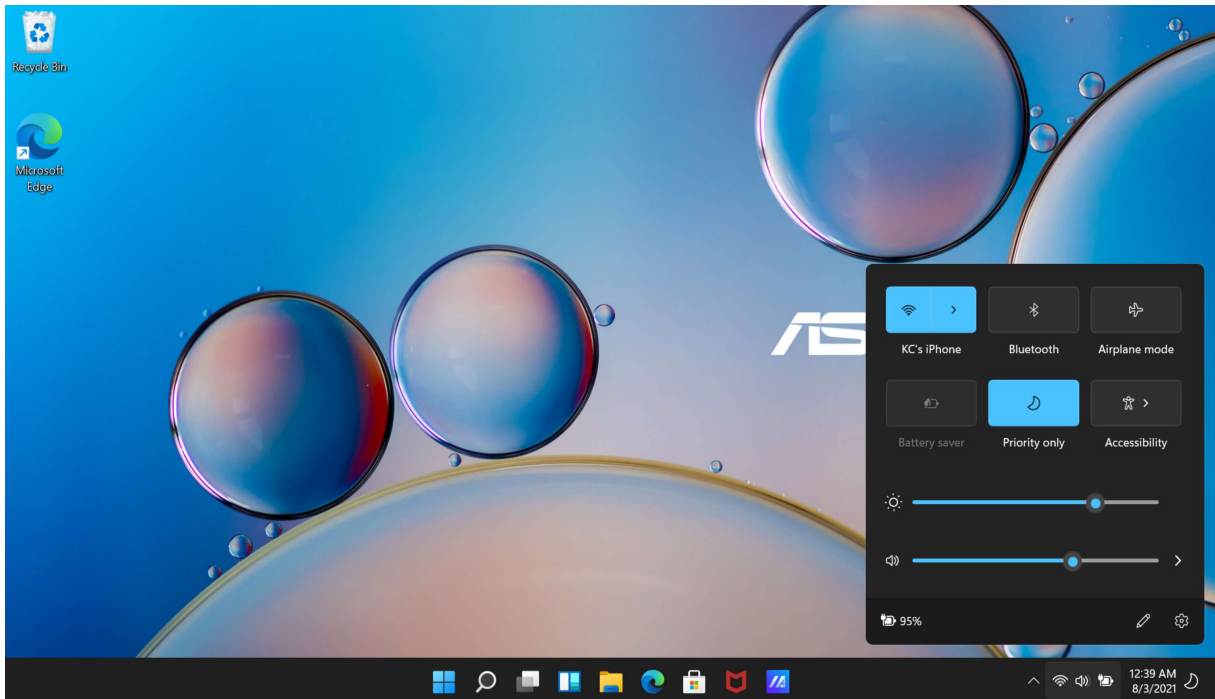 Recycle Bin
Microsoft
Edge
KC's iPhone
Bluetooth
Airplane mode
Battery saver
Priority only
Accessibility
95%
12:39 AM
8/3/2021